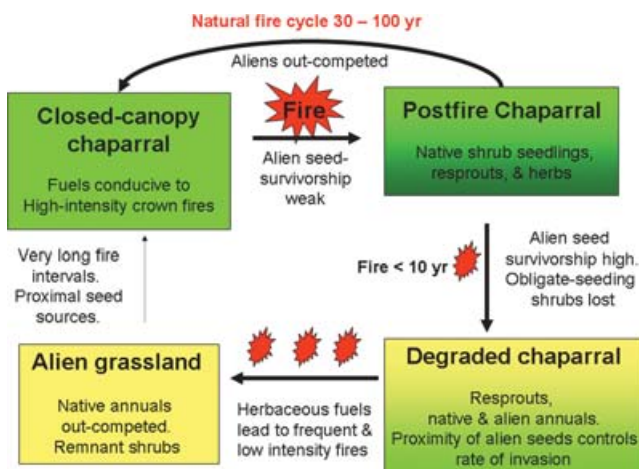 Natural fire cycle 30 – 100 yr
Aliens out-competed
Closed-canopy
chaparral
Fuels conducive to
High-intensity crown fires
Fire
Alien seed-
survivorship
weak
Postfire Chaparral
Native shrub seedlings,
resprouts, & herbs
Very long fire
intervals.
Proximal seed
sources.
Fire < 10 yr
Alien seed
survivorship high.
Obligate-seeding
shrubs lost
Alien grassland
Native annuals
out-competed.
Remnant shrubs
Herbaceous fuels
lead to frequent &
low intensity fires
Degraded chaparral
Resprouts,
native & alien annuals.
Proximity of alien seeds controls
rate of invasion